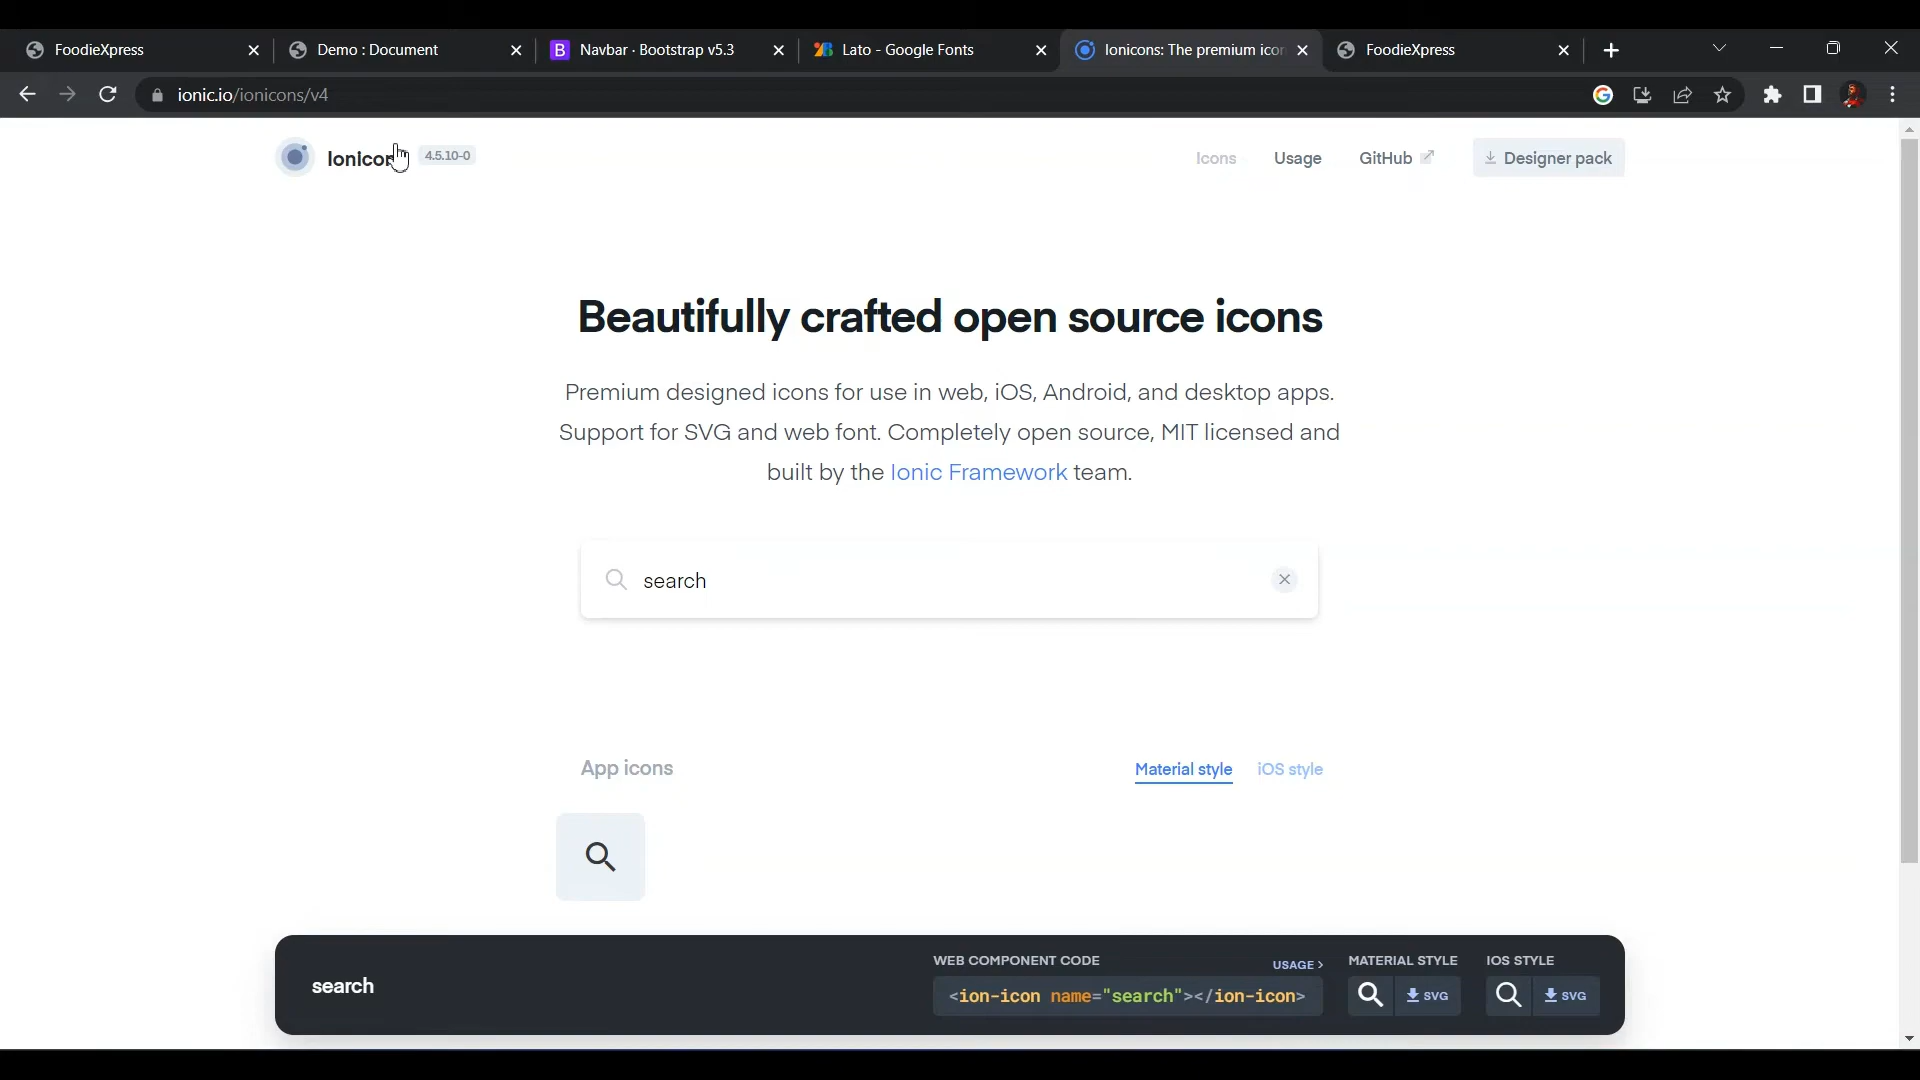 FoodieXpress
Demo : Document
Navbar · Bootstrap v5.3
Lato - Google Fonts
Ionicons: The premium icon
FoodieXpress
ionic.io/ionicons/v4
4.5.10-0
Icons
Usage
GitHub
Designer pack
Beautifully crafted open source icons
Premium designed icons for use in web, iOS, Android, and desktop apps.
Support for SVG and web font. Completely open source, MIT licensed and
built by the Ionic Framework team.
search
App icons
Material style
iOS style
search
WEB COMPONENT CODE
USAGE >
<ion-icon name="search"></ion-icon>
MATERIAL STYLE
SVG
IOS STYLE
SVG